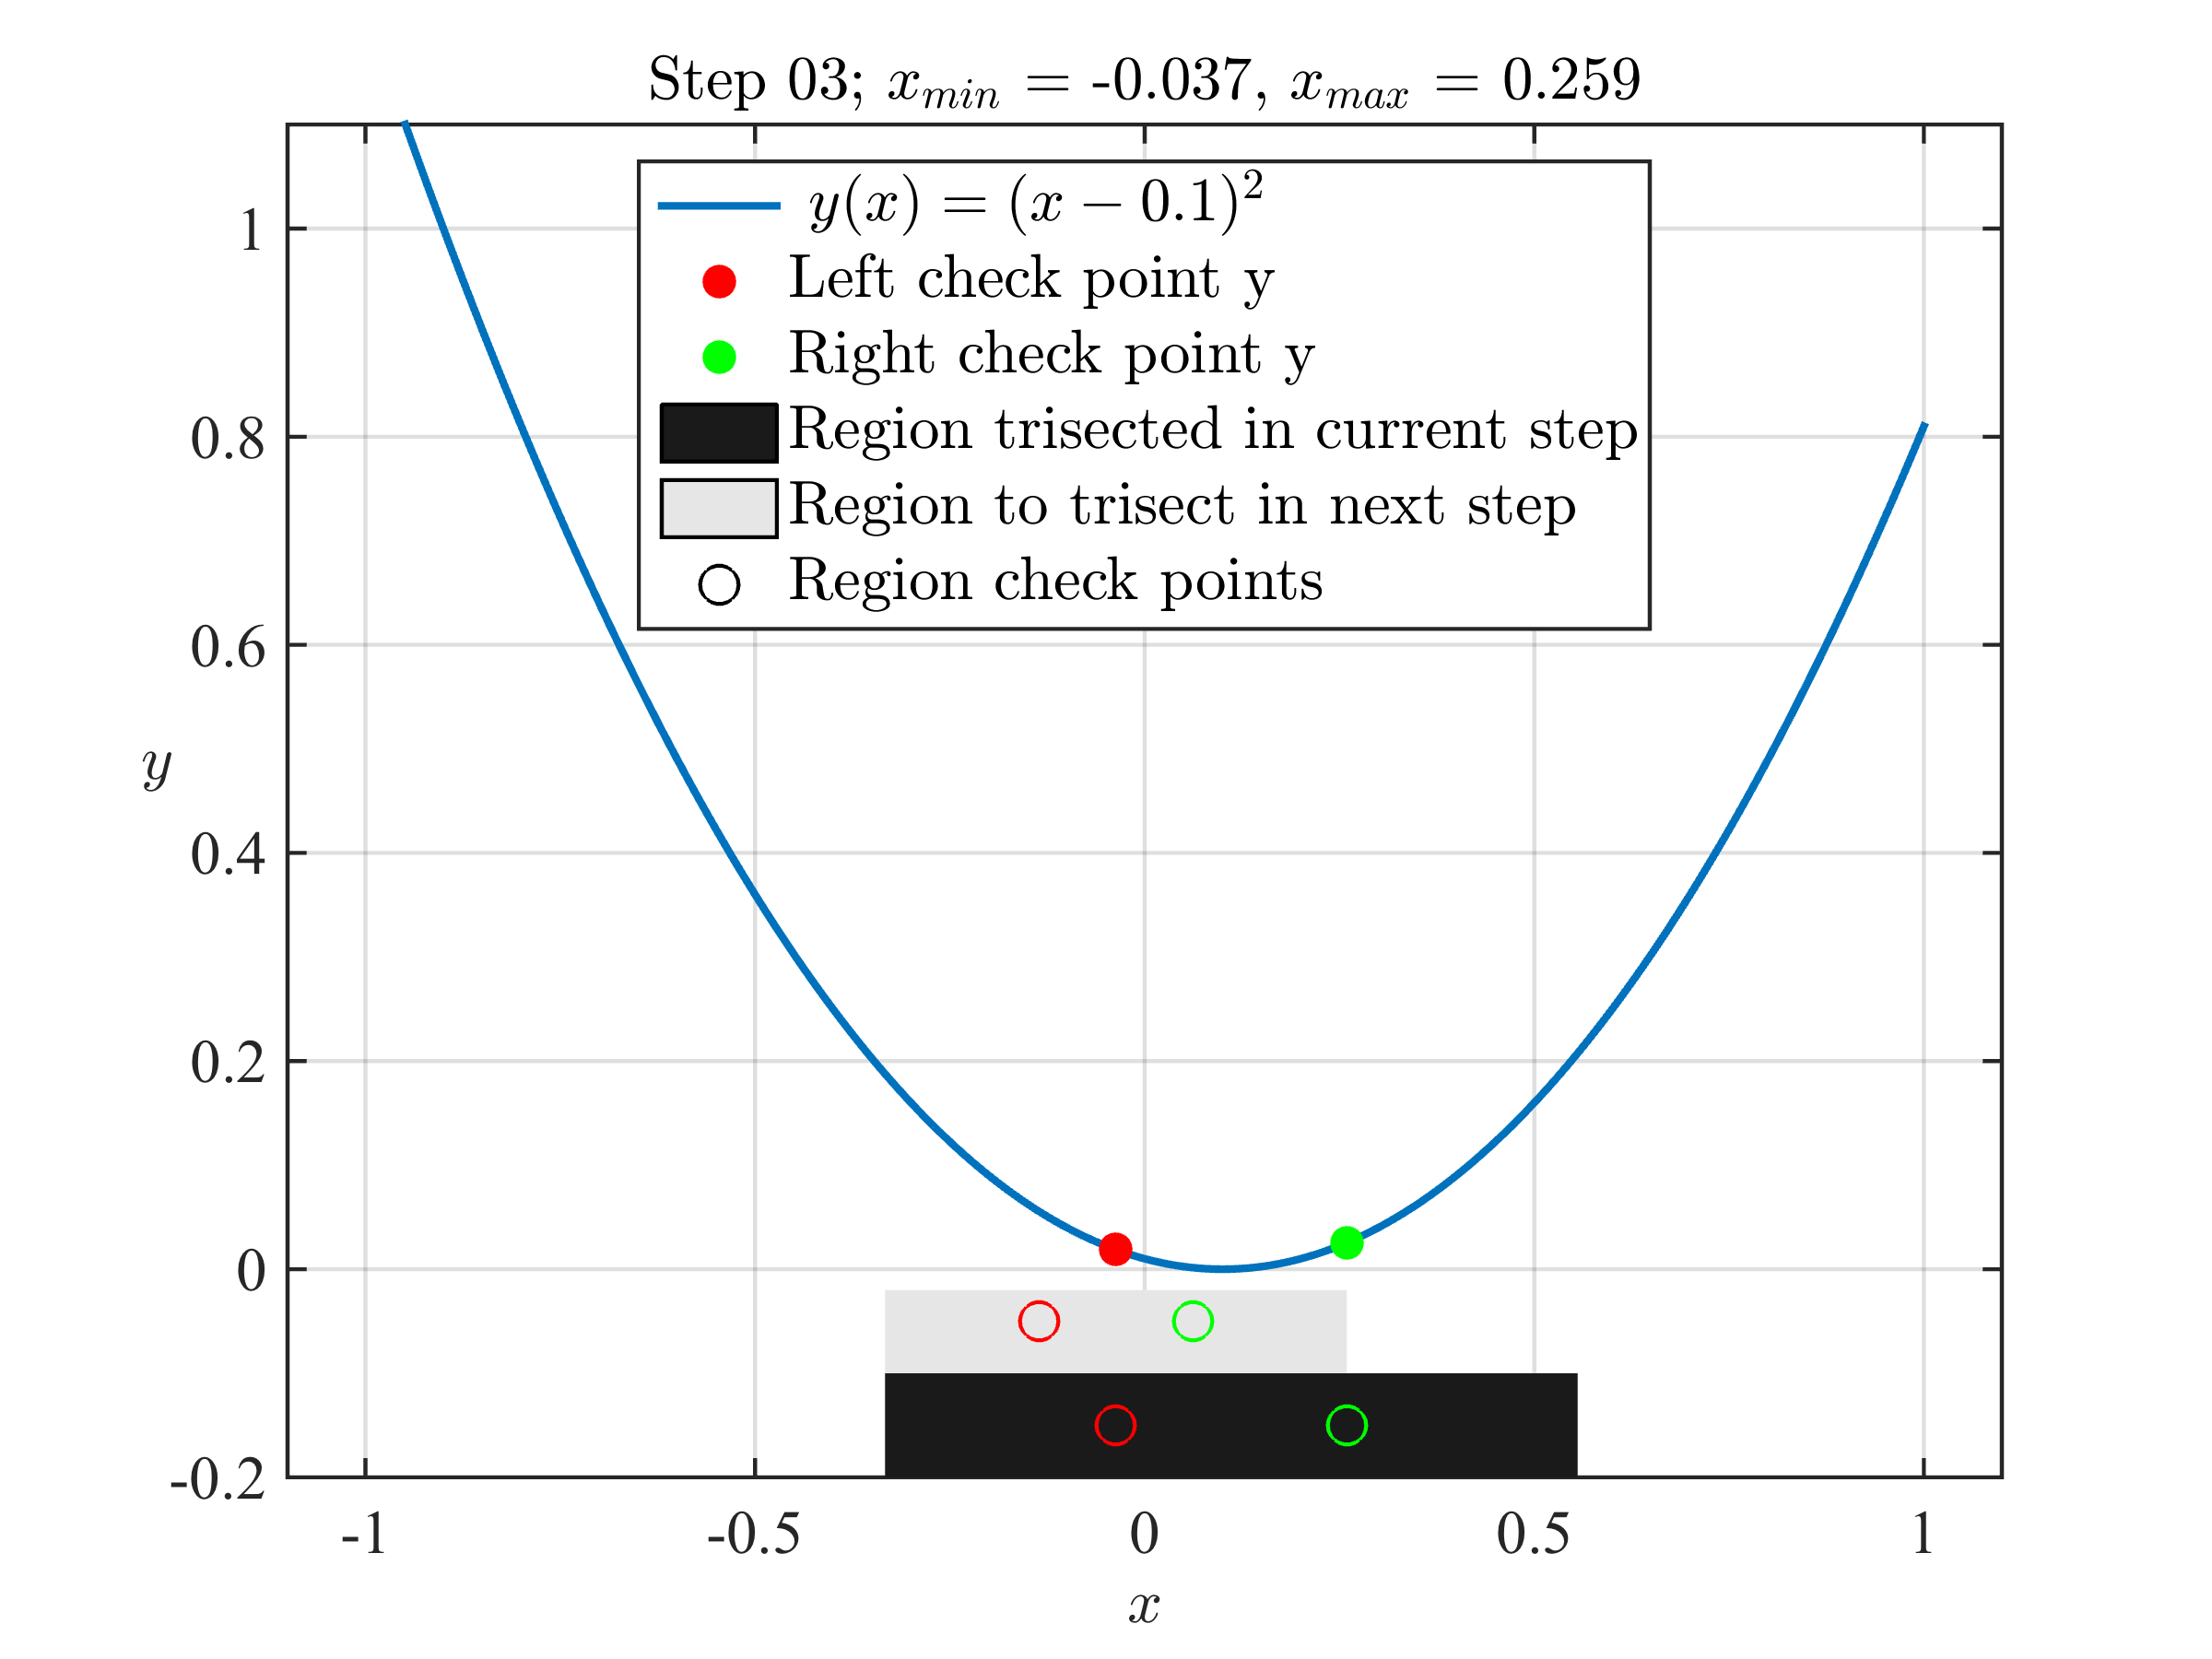 Step 03; x_min = -0.037, x_max = 0.259
y(x) = (x − 0.1)²
Left check point y
Right check point y
Region trisected in current step
Region to trisect in next step
Region check points
1
0.8
0.6
0.4
0.2
0
-0.2
y
-1 -0.5 0 0.5 1
x